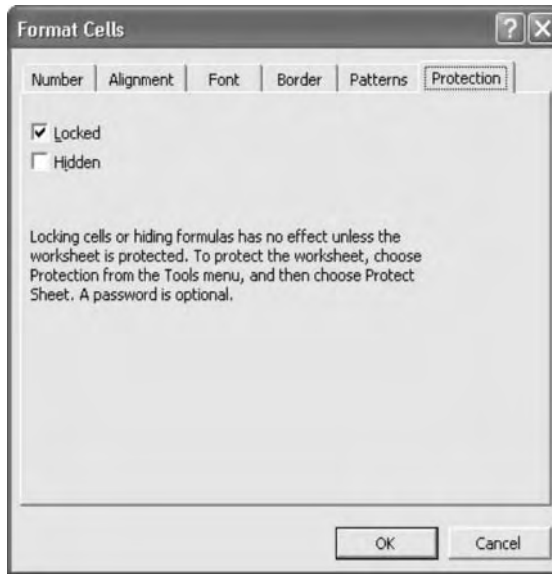 Format Cells
Number Alignment Font Border Patterns Protection
Locked
Hidden
Locking cells or hiding formulas has no effect unless the
worksheet is protected. To protect the worksheet, choose
Protection from the Tools menu, and then choose Protect
Sheet. A password is optional.
OK Cancel